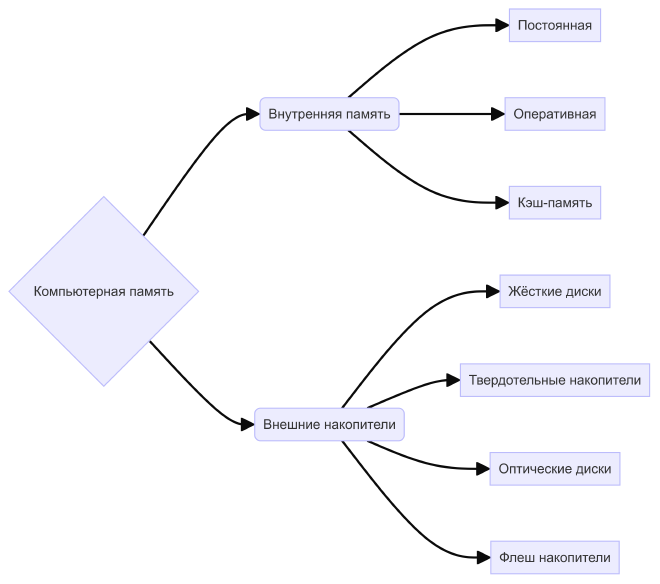 Постоянная
Внутренняя память
Оперативная
Кэш-память
Компьютерная память
Жёсткие диски
Твердотельные накопители
Внешние накопители
Оптические диски
Флеш накопители